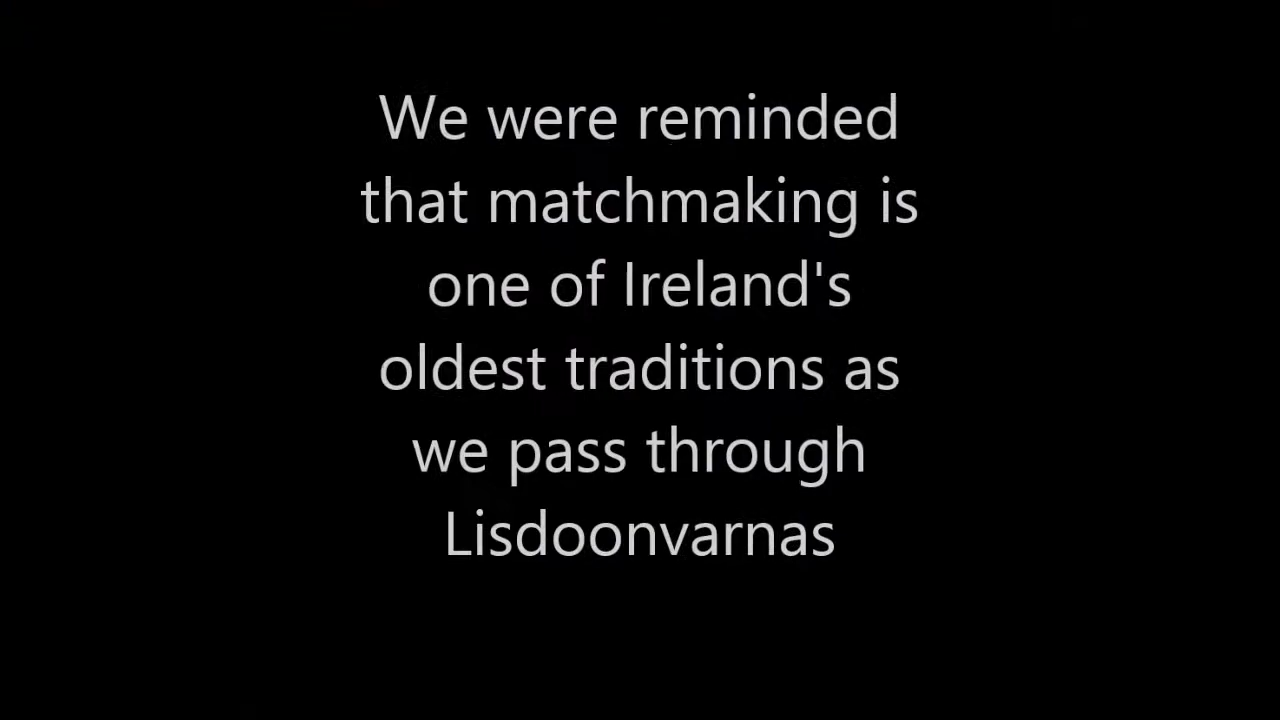 We were reminded
that matchmaking is
one of Ireland's
oldest traditions as
we pass through
Lisdoonvarnas